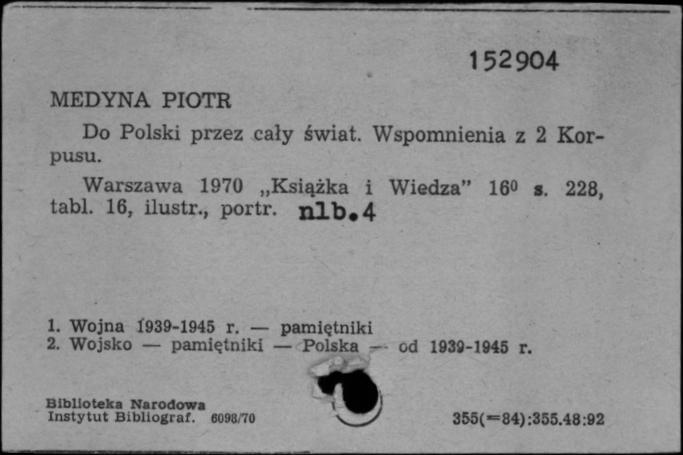 152904
MEDYNA PIOTR
Do Polski przez cały świat. Wspomnienia z 2 Kor-
pusu.
Warszawa 1970 „Książka i Wiedza” 16⁰ s. 228,
tabl. 16, ilustr., portr. nlb.4
1. Wojna 1939-1945 r. — pamiętniki
2. Wojsko — pamiętniki — Polska — od 1939-1945 r.
Biblioteka Narodowa
Instytut Bibliograf. 6098/70
355(=84):355.48:92